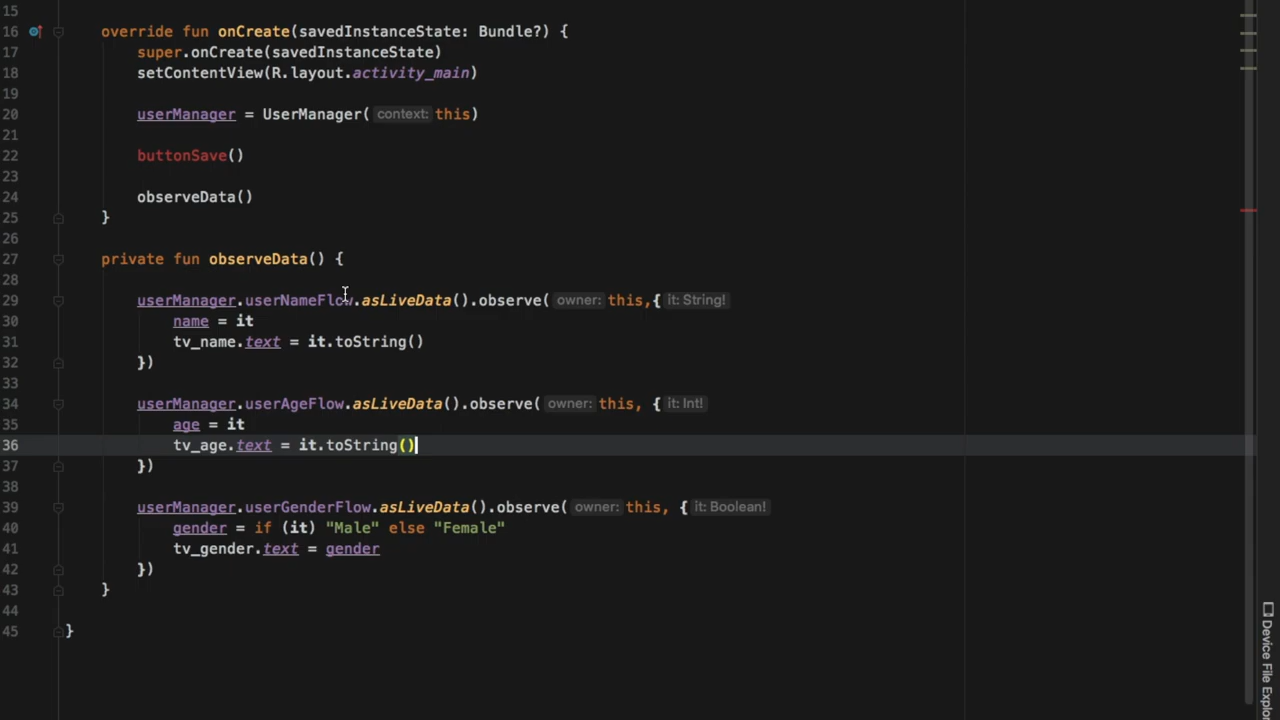 15
16 override fun onCreate(savedInstanceState: Bundle?) {
17 super.onCreate(savedInstanceState)
18 setContentView(R.layout.activity_main)
19
20 userManager = UserManager( context: this)
21
22 buttonSave()
23
24 observeData()
25 }
26
27 private fun observeData() {
28
29 userManager.userNameFlow.asLiveData().observe( owner: this,{ it: String!
30 name = it
31 tv_name.text = it.toString()
32 })
33
34 userManager.userAgeFlow.asLiveData().observe( owner: this, { it: Int!
35 age = it
36 tv_age.text = it.toString()
37 })
38
39 userManager.userGenderFlow.asLiveData().observe( owner: this, { it: Boolean!
40 gender = if (it) "Male" else "Female"
41 tv_gender.text = gender
42 })
43 }
44
45 }
Device File Explo